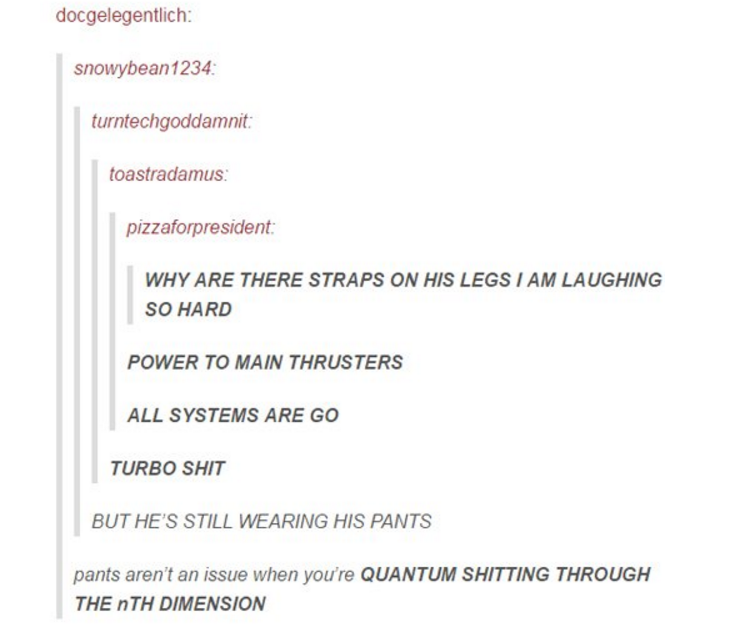 docgelegentlich:
snowybean1234:
turntechgoddamnit:
toastradamus:
pizzaforpresident:
WHY ARE THERE STRAPS ON HIS LEGS I AM LAUGHING
SO HARD
POWER TO MAIN THRUSTERS
ALL SYSTEMS ARE GO
TURBO SHIT
BUT HE'S STILL WEARING HIS PANTS
pants aren't an issue when you're QUANTUM SHITTING THROUGH
THE nTH DIMENSION